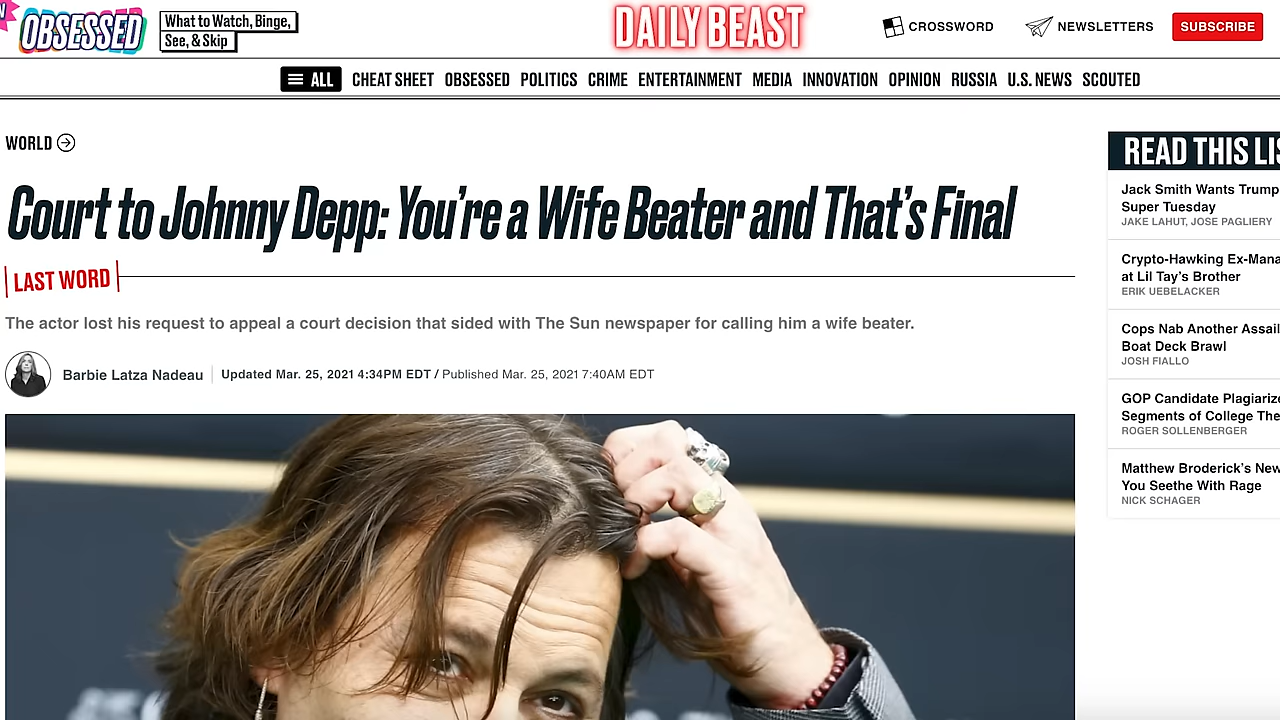 OBSESSED
What to Watch, Binge,
See, & Skip
DAILY BEAST
CROSSWORD
NEWSLETTERS
SUBSCRIBE
ALL
CHEAT SHEET
OBSESSED
POLITICS
CRIME
ENTERTAINMENT
MEDIA
INNOVATION
OPINION
RUSSIA
U.S. NEWS
SCOUTED
WORLD
Court to Johnny Depp: You're a Wife Beater and That's Final
LAST WORD
The actor lost his request to appeal a court decision that sided with The Sun newspaper for calling him a wife beater.
Barbie Latza Nadeau
Updated Mar. 25, 2021 4:34PM EDT / Published Mar. 25, 2021 7:40AM EDT
READ THIS
Jack Smith Wants Trump
Super Tuesday
JAKE LAHUT, JOSE PAGLIERY
Crypto-Hawking
at Lil Tay's Brother
ERIK UEBELACKER
Cops Nab Another
Boat Deck Brawl
JOSH FIALLO
GOP Candidate
Segments of College
ROGER SOLLENBERGER
Matthew Broderick's New
You Seethe With Rage
NICK SCHAGER